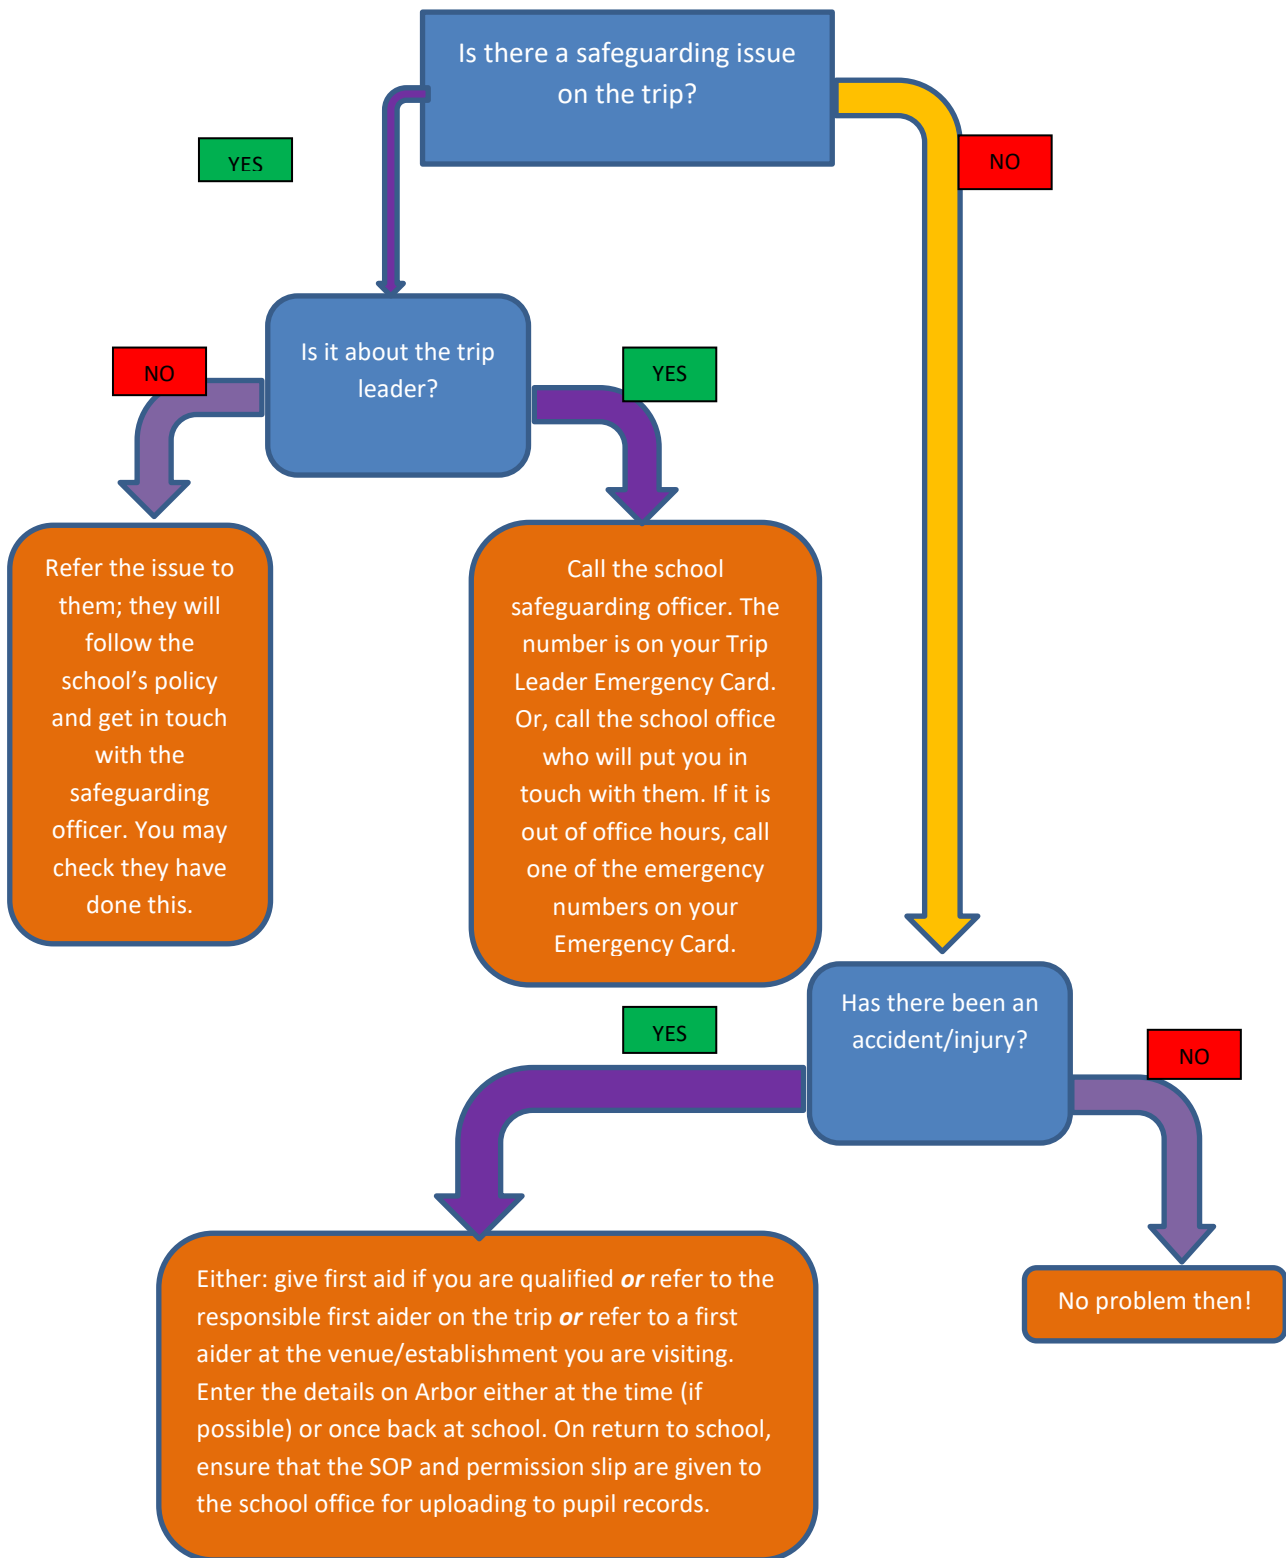 Is there a safeguarding issue
on the trip?
YES
NO
Is it about the trip
leader?
NO
YES
Refer the issue to
them; they will
follow the
school’s policy
and get in touch
with the
safeguarding
officer. You may
check they have
done this.
Call the school
safeguarding officer. The
number is on your Trip
Leader Emergency Card.
Or, call the school office
who will put you in
touch with them. If it is
out of office hours, call
one of the emergency
numbers on your
Emergency Card.
Has there been an
accident/injury?
YES
NO
Either: give first aid if you are qualified or refer to the
responsible first aider on the trip or refer to a first
aider at the venue/establishment you are visiting.
Enter the details on Arbor either at the time (if
possible) or once back at school. On return to school,
ensure that the SOP and permission slip are given to
the school office for uploading to pupil records.
No problem then!